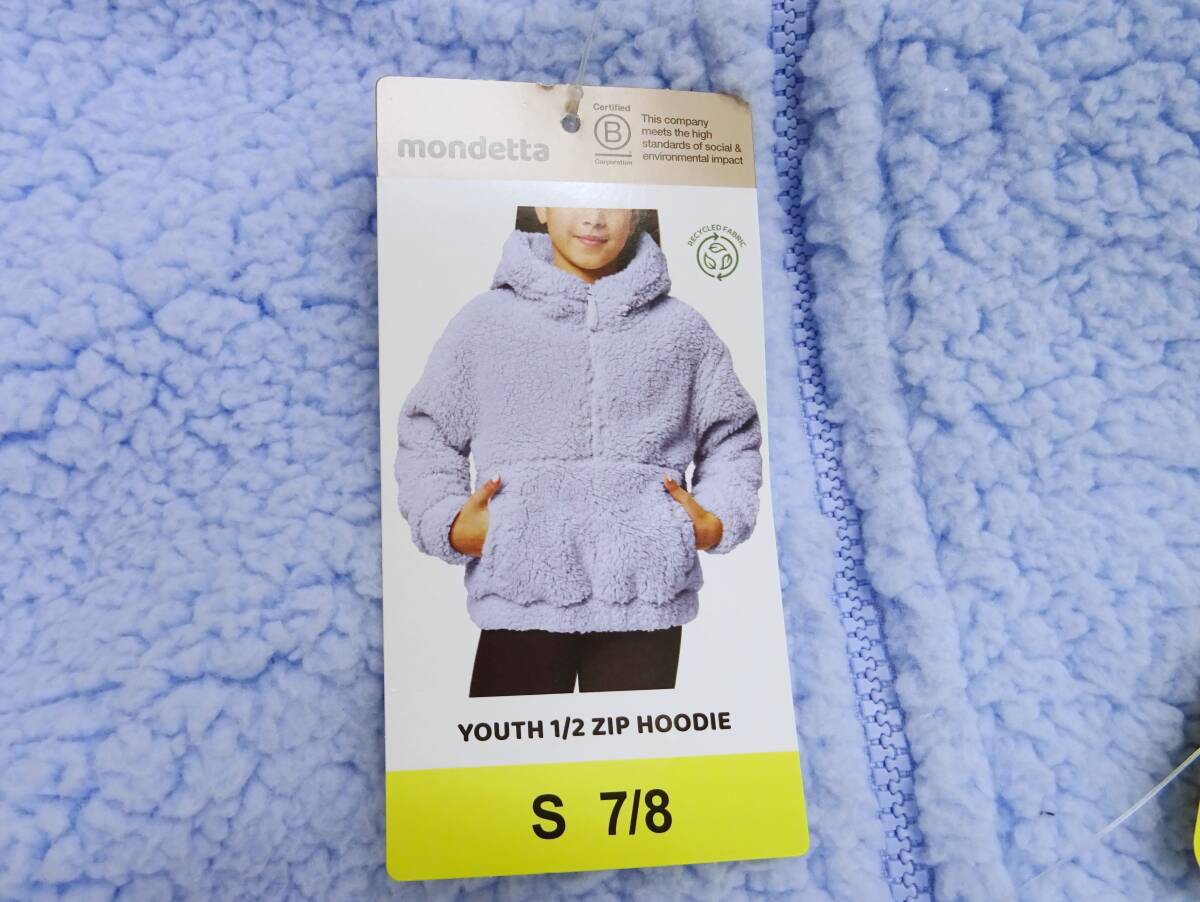 mondetta
Certified
B
Corporation
This company
meets the high
standards of social &
environmental impact
RECYCLED FABRIC
YOUTH 1/2 ZIP HOODIE
S 7/8